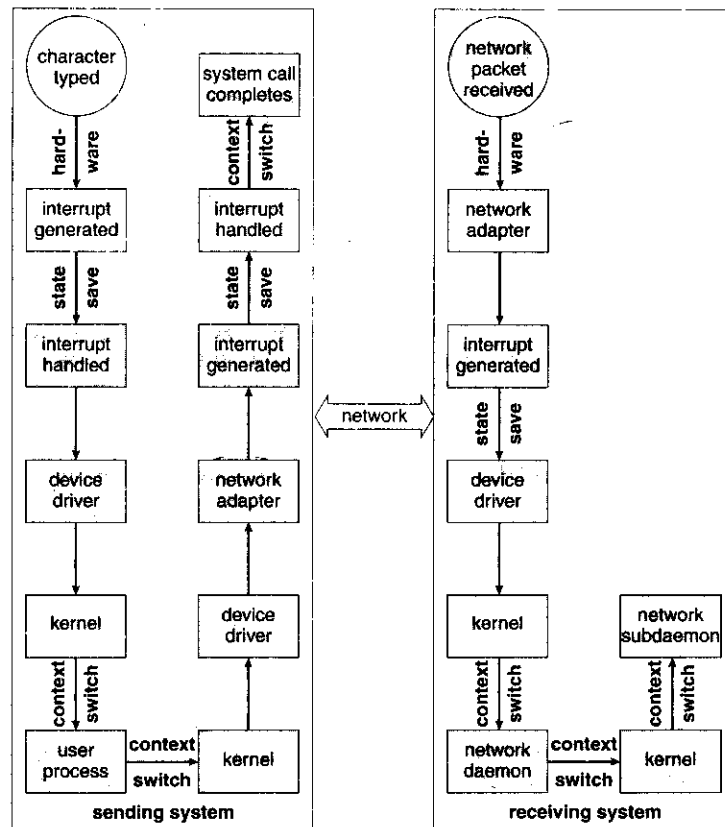 character
typed
hard-
ware
interrupt
generated
state
save
interrupt
handled
device
driver
kernel
context
switch
user
process
context
switch
kernel
device
driver
network
adapter
interrupt
generated
state
save
interrupt
handled
context
switch
system call
completes
sending system
network
network
packet
received
hard-
ware
network
adapter
interrupt
generated
state
save
device
driver
kernel
context
switch
network
daemon
context
switch
kernel
context
switch
network
subdaemon
receiving system